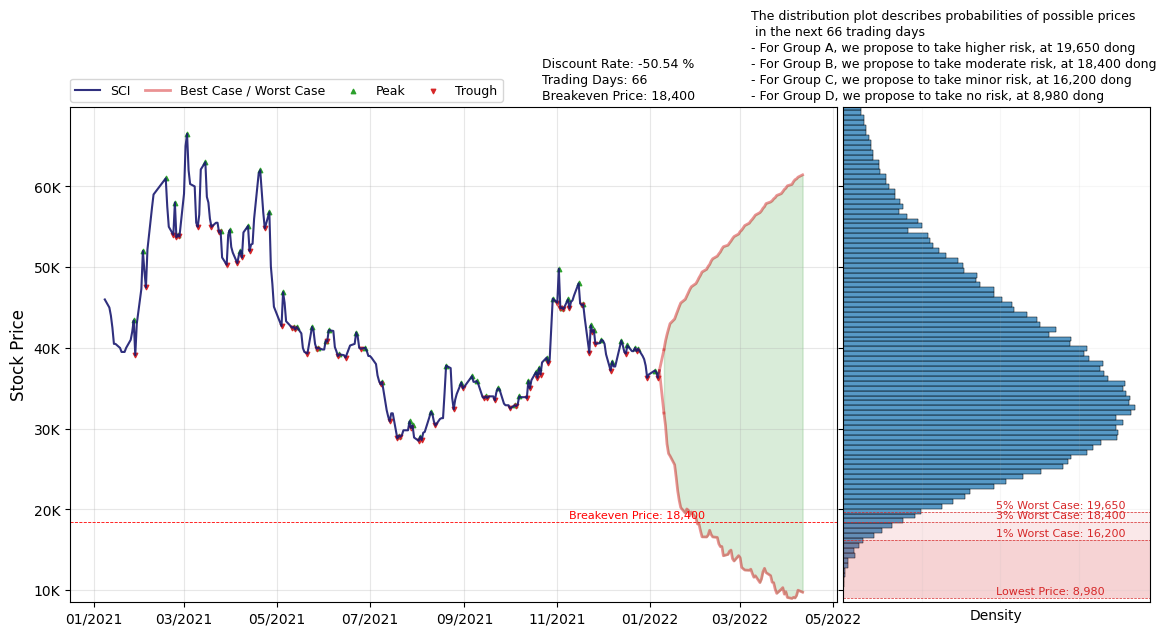 The distribution plot describes probabilities of possible prices
in the next 66 trading days
- For Group A, we propose to take higher risk, at 19,650 dong
- For Group B, we propose to take moderate risk, at 18,400 dong
- For Group C, we propose to take minor risk, at 16,200 dong
- For Group D, we propose to take no risk, at 8,980 dong
Discount Rate: -50.54 %
Trading Days: 66
Breakeven Price: 18,400
SCI Best Case / Worst Case Peak Trough
Stock Price
60K
50K
40K
30K
20K
10K
Breakeven Price: 18,400
5% Worst Case: 19,650
3% Worst Case: 18,400
1% Worst Case: 16,200
Lowest Price: 8,980
01/2021 03/2021 05/2021 07/2021 09/2021 11/2021 01/2022 03/2022 05/2022
Density